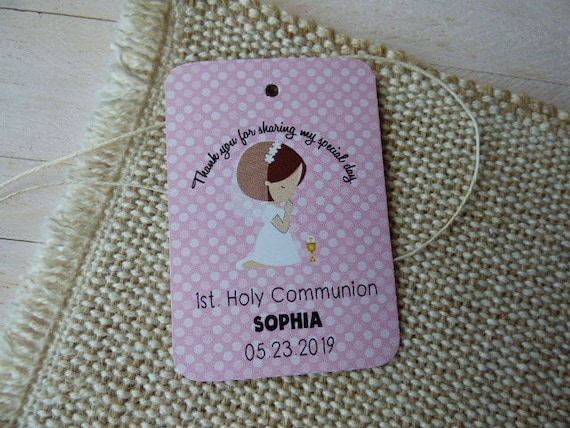 Thank you for sharing my special day
1st. Holy Communion
SOPHIA
05.23.2019